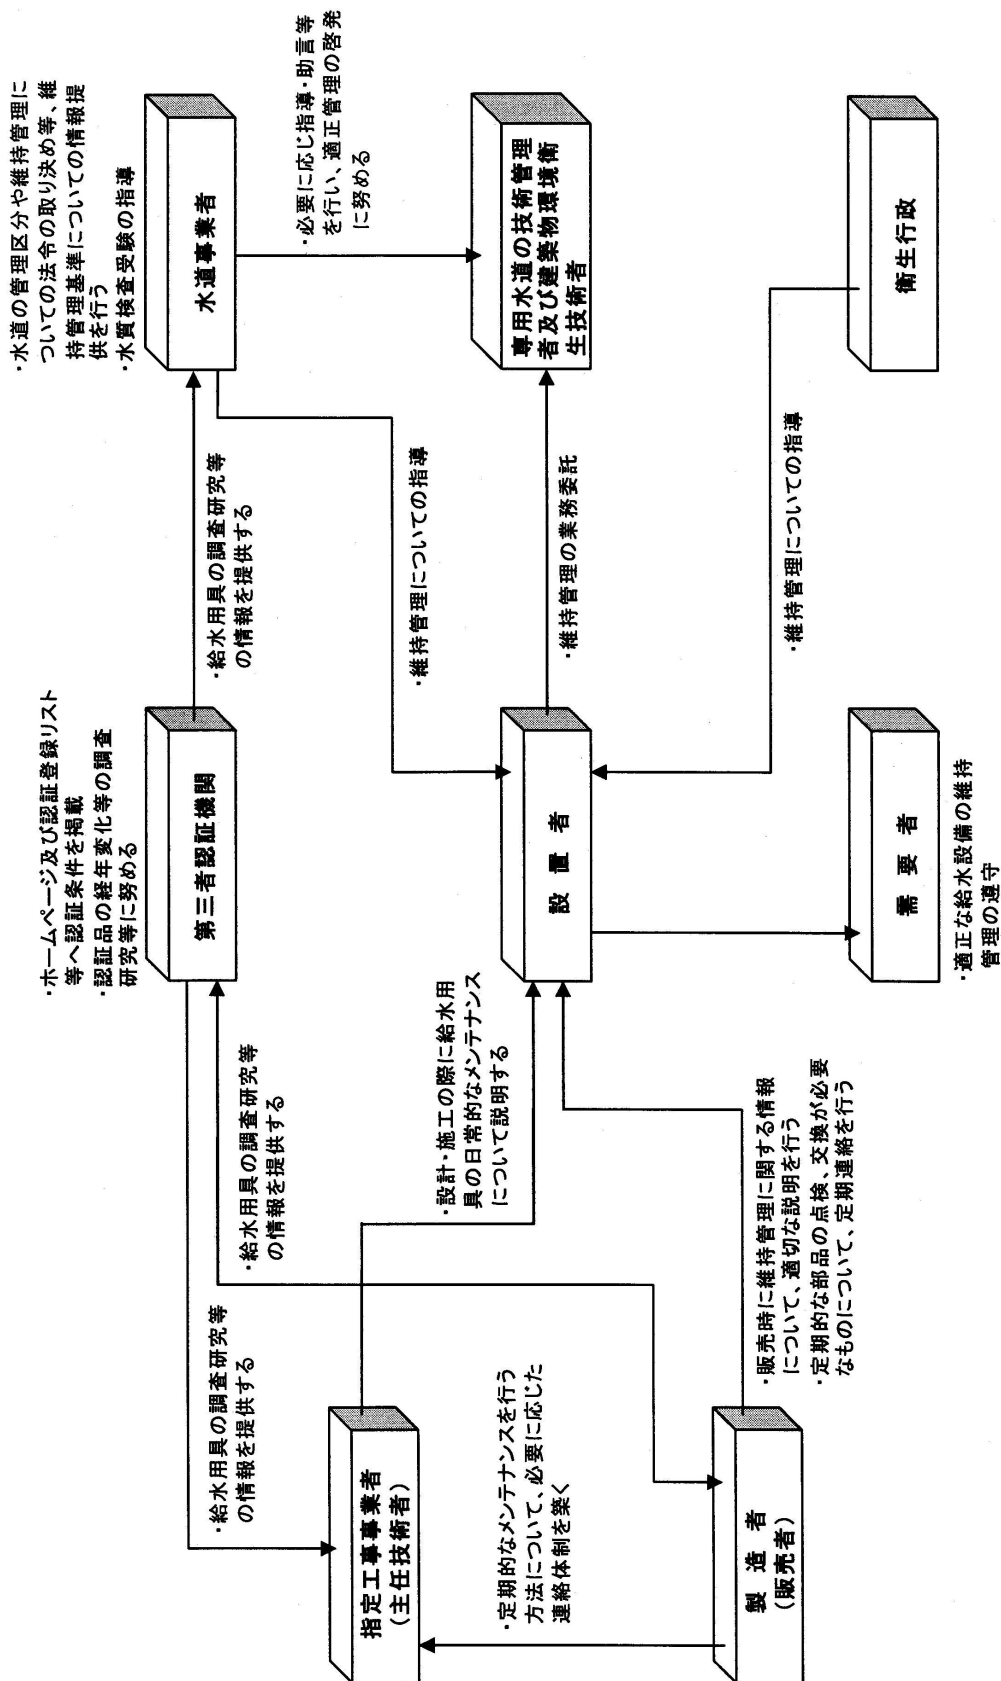 ・ホームページ及び認証登録リスト
等へ認証条件を掲載
・認証品の経年変化等の調査
研究等に努める
第三者認証機関
・水道の管理区分や維持管理に
ついての法令の取り決め等、維
持管理基準についての情報提
供を行う
・水質検査受験の指導
水道事業者
・給水用具の調査研究等
の情報を提供する
・給水用具の調査研究等
の情報を提供する
・給水用具の調査研究等
の情報を提供する
・必要に応じ指導・助言等
を行い、適正管理の啓発
に努める
指定工事事業者
（主任技術者）
・設計・施工の際に給水用
具の日常的なメンテナンス
について説明する
・維持管理についての指導
設 置 者
・維持管理の業務委託
専用水道の技術管理
者及び建築物環境衛
生技術者
・定期的なメンテナンスを行う
方法について、必要に応じた
連絡体制を築く
・販売時に維持管理に関する情報
について、適切な説明を行う
・定期的な部品の点検、交換が必要
なものについて、定期連絡を行う
・維持管理についての指導
製 造 者
（販売者）
需 要 者
衛生行政
・適正な給水設備の維持
管理の遵守